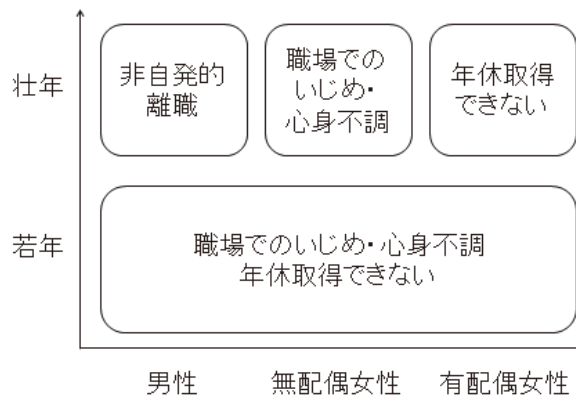 壮年
非自発的
離職
職場での
いじめ・
心身不調
年休取得
できない
若年
職場でのいじめ・心身不調
年休取得できない
男性
無配偶女性
有配偶女性